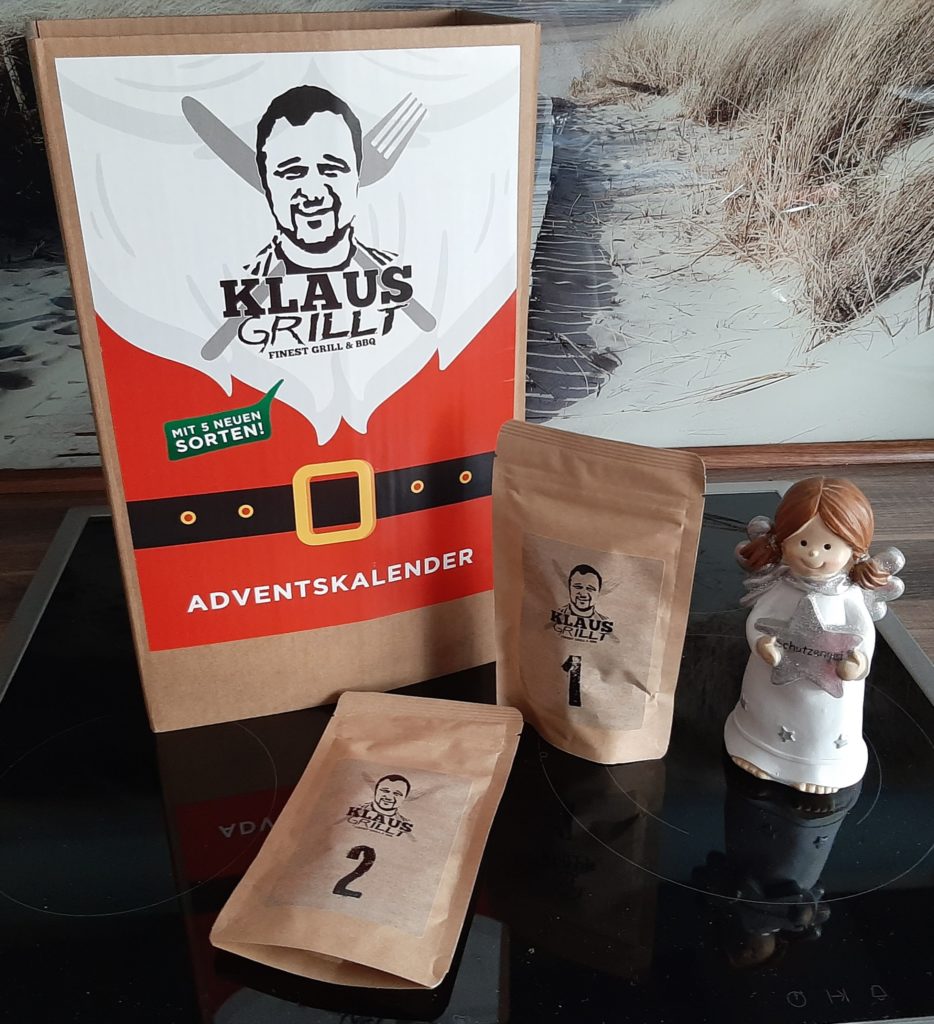 KLAUS
GRILLT
FINEST GRILL & BBQ
MIT 5 NEUEN
SORTEN!
ADVENTSKALENDER
KLAUS
GRILLT
1
KLAUS
GRILLT
2
Schutzengel